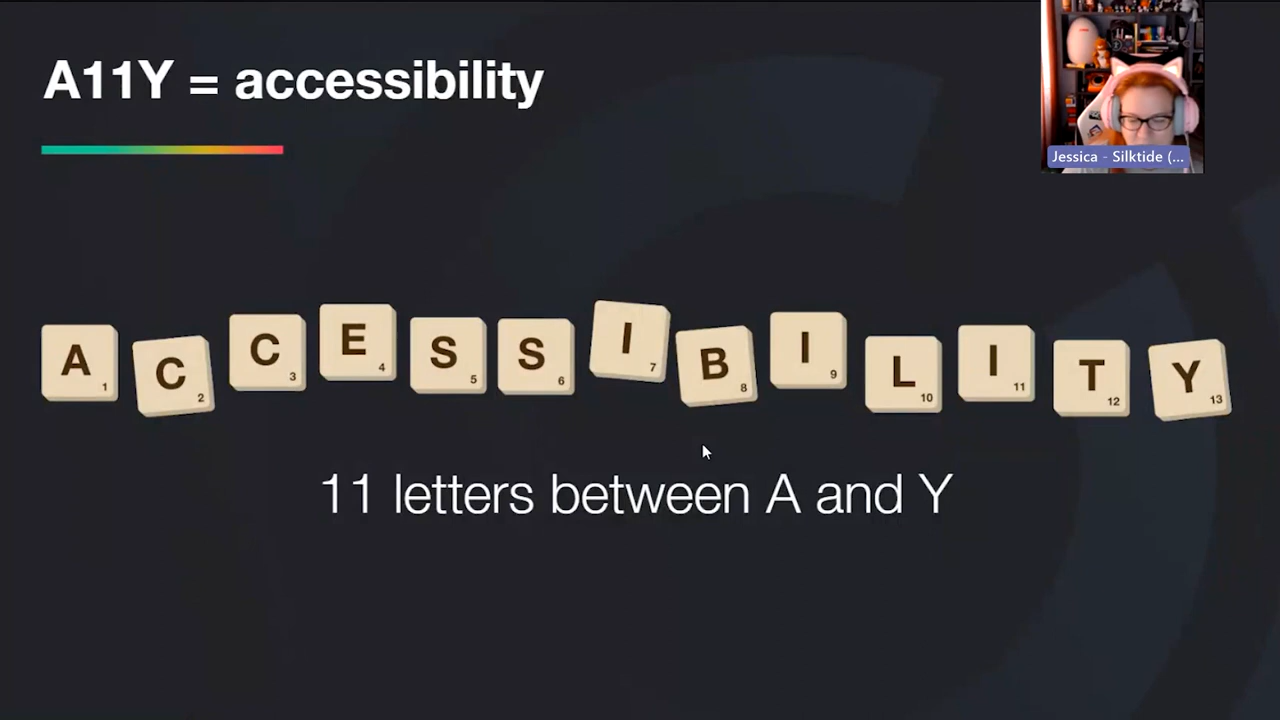 A11Y = accessibility
Jessica - Silktide (...
A 1 C 2 C 3 E 4 S 5 S 6 I 7 B 8 I 9 L 10 I 11 T 12 Y 13
11 letters between A and Y